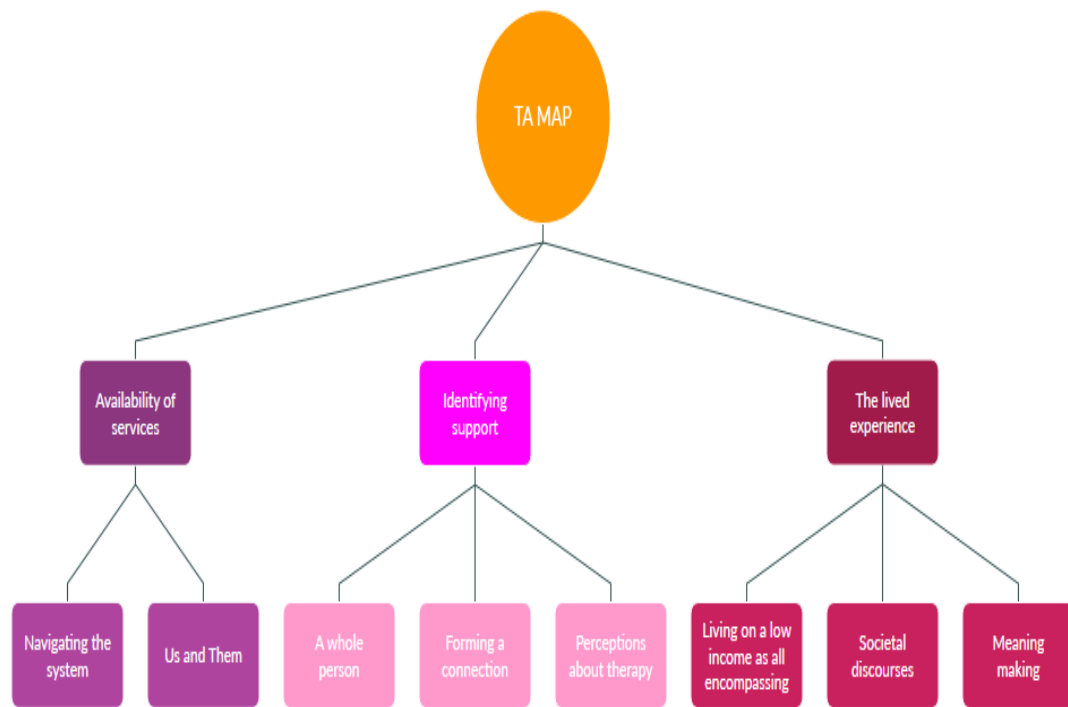 TA MAP
Availability of
services
Identifying
support
The lived
experience
Navigating the
system
Us and Them
A whole
person
Forming a
connection
Perceptions
about therapy
Living on a low
income as all
encompassing
Societal
discourses
Meaning
making